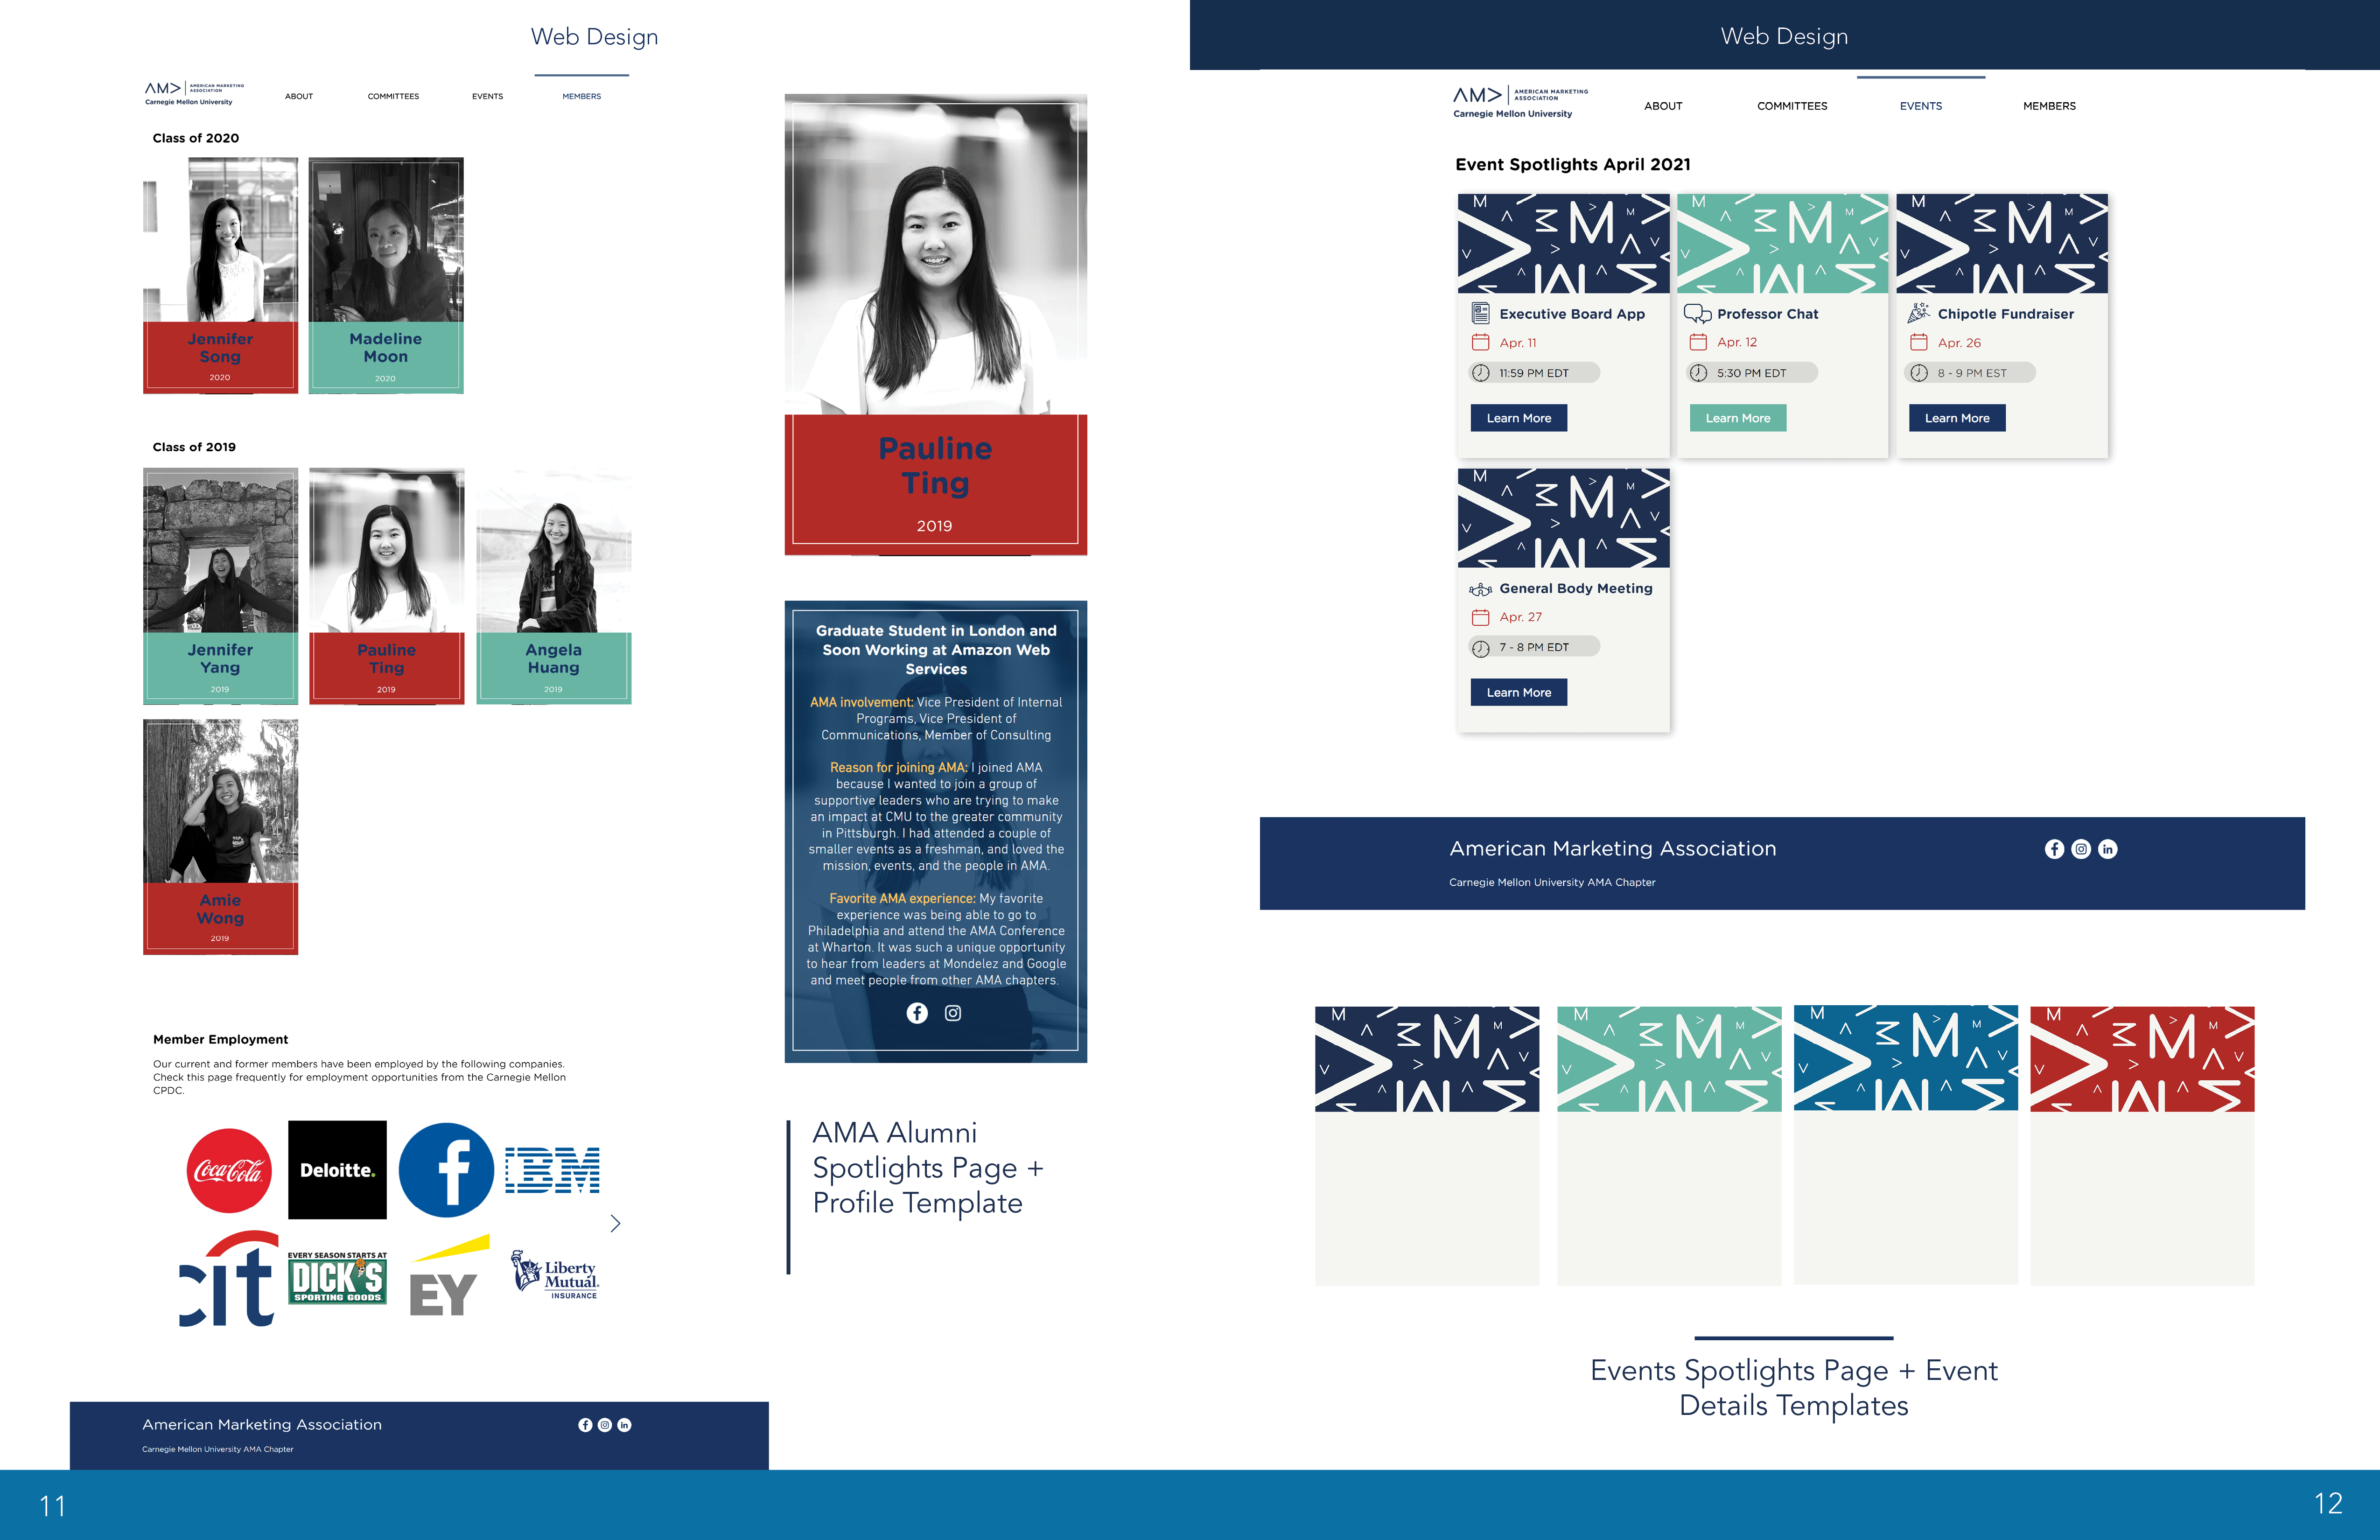 Web Design
AMA AMERICAN MARKETING
ASSOCIATION
Carnegie Mellon University
ABOUT
COMMITTEES
EVENTS
MEMBERS
Class of 2020
Jennifer
Song
2020
Madeline
Moon
2020
Class of 2019
Jennifer
Yang
2019
Pauline
Ting
2019
Angela
Huang
2019
Amie
Wong
2019
Member Employment
Our current and former members have been employed by the following companies.
Check this page frequently for employment opportunities from the Carnegie Mellon
CPDC.
Coca-Cola
Deloitte.
f
IBM
cit
EVERY SEASON STARTS AT
DICK'S
SPORTING GOODS
EY
Liberty
Mutual.
INSURANCE
American Marketing Association
Carnegie Mellon University AMA Chapter
Pauline
Ting
2019
Graduate Student in London and
Soon Working at Amazon Web
Services
AMA involvement: Vice President of Internal
Programs, Vice President of
Communications, Member of Consulting
Reason for joining AMA: I joined AMA
because I wanted to join a group of
supportive leaders who are trying to make
an impact at CMU to the greater community
in Pittsburgh. I had attended a couple of
smaller events as a freshman, and loved the
mission, events, and the people in AMA.
Favorite AMA experience: My favorite
experience was being able to go to
Philadelphia and attend the AMA Conference
at Wharton. It was such a unique opportunity
to hear from leaders at Mondelez and Google
and meet people from other AMA chapters.
AMA Alumni
Spotlights Page +
Profile Template
11
Web Design
AMA AMERICAN MARKETING
ASSOCIATION
Carnegie Mellon University
ABOUT
COMMITTEES
EVENTS
MEMBERS
Event Spotlights April 2021
Executive Board App
Apr. 11
11:59 PM EDT
Learn More
Professor Chat
Apr. 12
5:30 PM EDT
Learn More
Chipotle Fundraiser
Apr. 26
8 - 9 PM EST
Learn More
General Body Meeting
Apr. 27
7 - 8 PM EDT
Learn More
American Marketing Association
Carnegie Mellon University AMA Chapter
Events Spotlights Page + Event
Details Templates
12